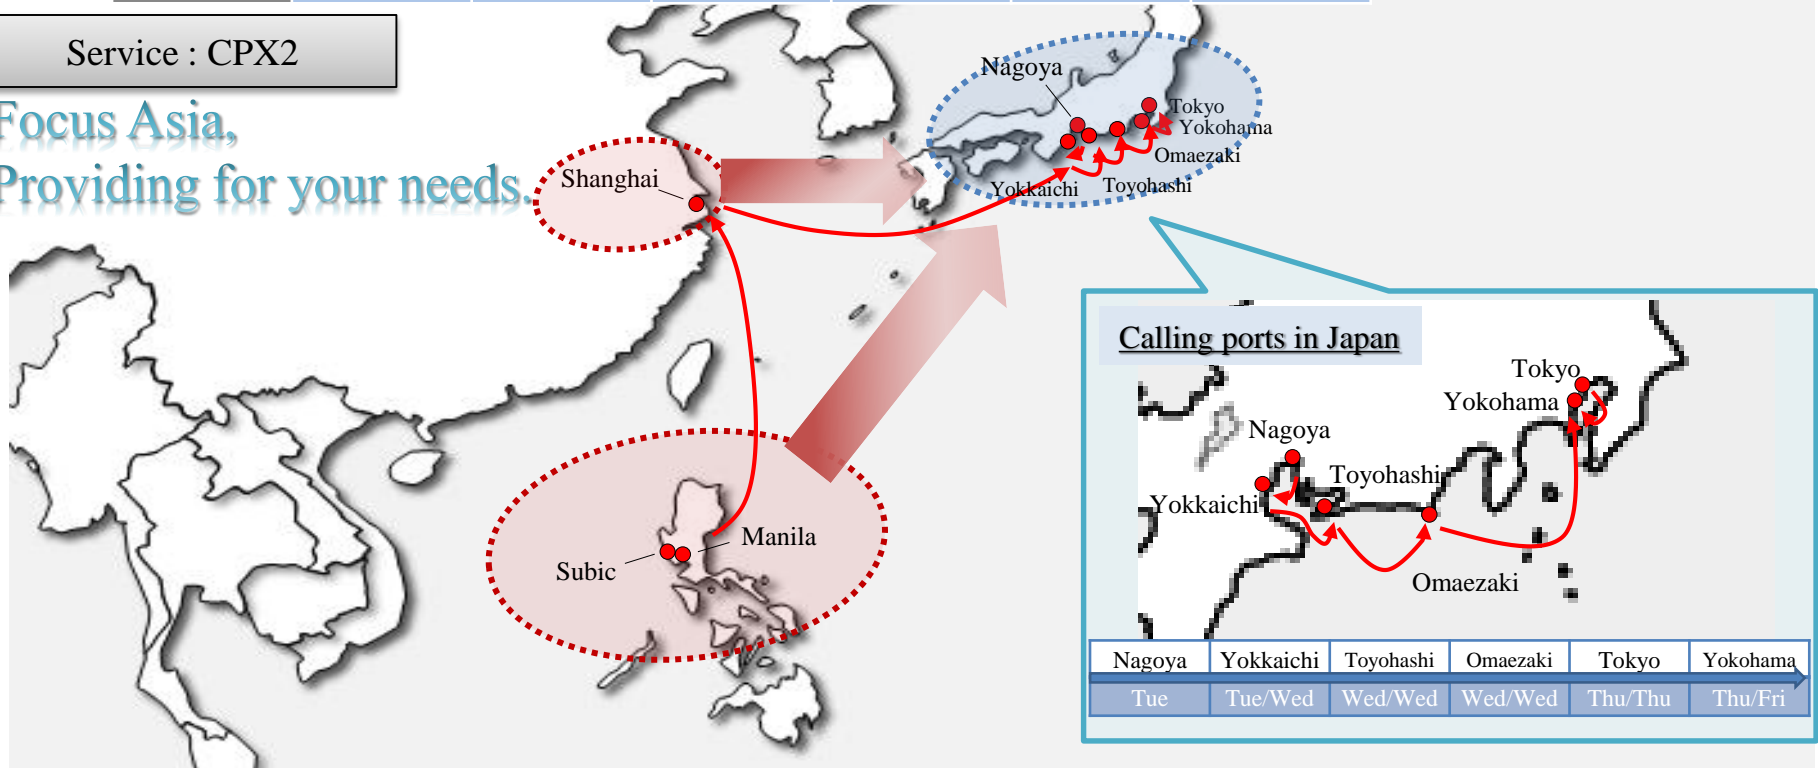 Service : CPX2
Focus Asia,
Providing for your needs.
Shanghai
Nagoya
Tokyo
Yokohama
Omaezaki
Yokkaichi
Toyohashi
Manila
Subic
Calling ports in Japan
Tokyo
Yokohama
Nagoya
Toyohashi
Yokkaichi
Omaezaki
Nagoya Yokkaichi Toyohashi Omaezaki Tokyo Yokohama
Tue Tue/Wed Wed/Wed Wed/Wed Thu/Thu Thu/Fri